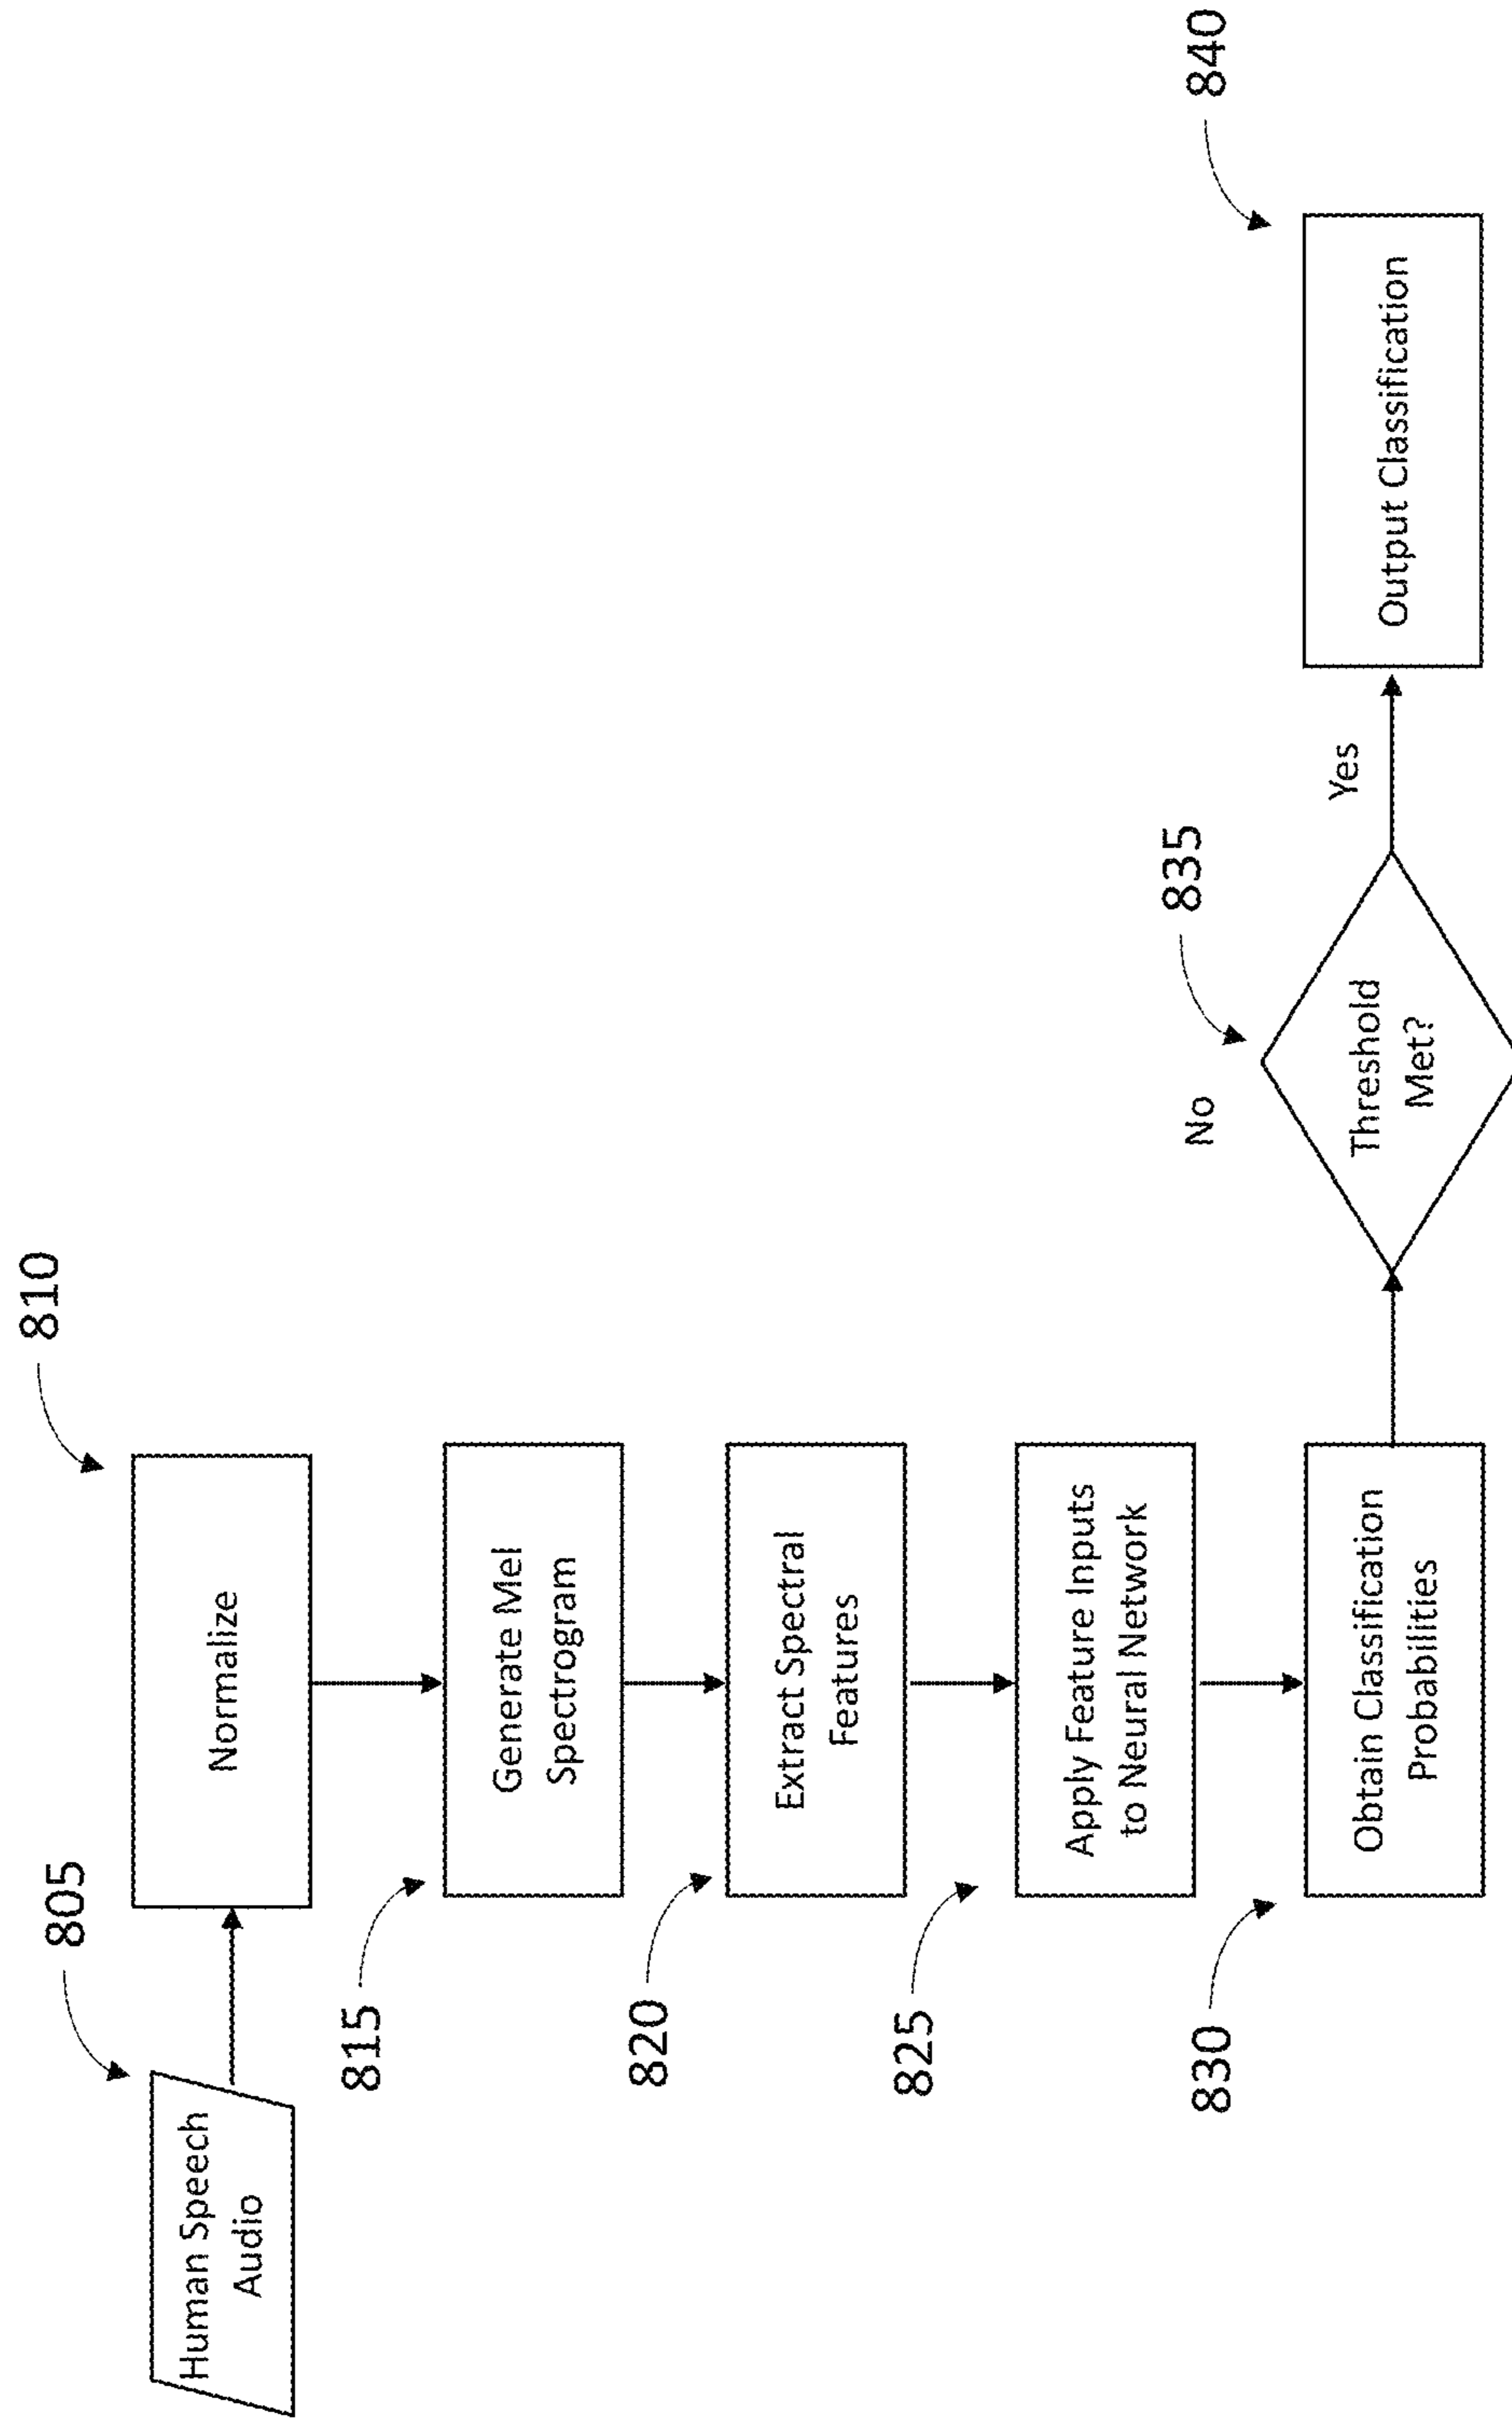 805
Human Speech
Audio
810
Normalize
815
Generate Mel
Spectrogram
820
Extract Spectral
Features
825
Apply Feature Inputs
to Neural Network
830
Obtain Classification
Probabilities
No
835
Threshold
Met?
Yes
840
Output Classification